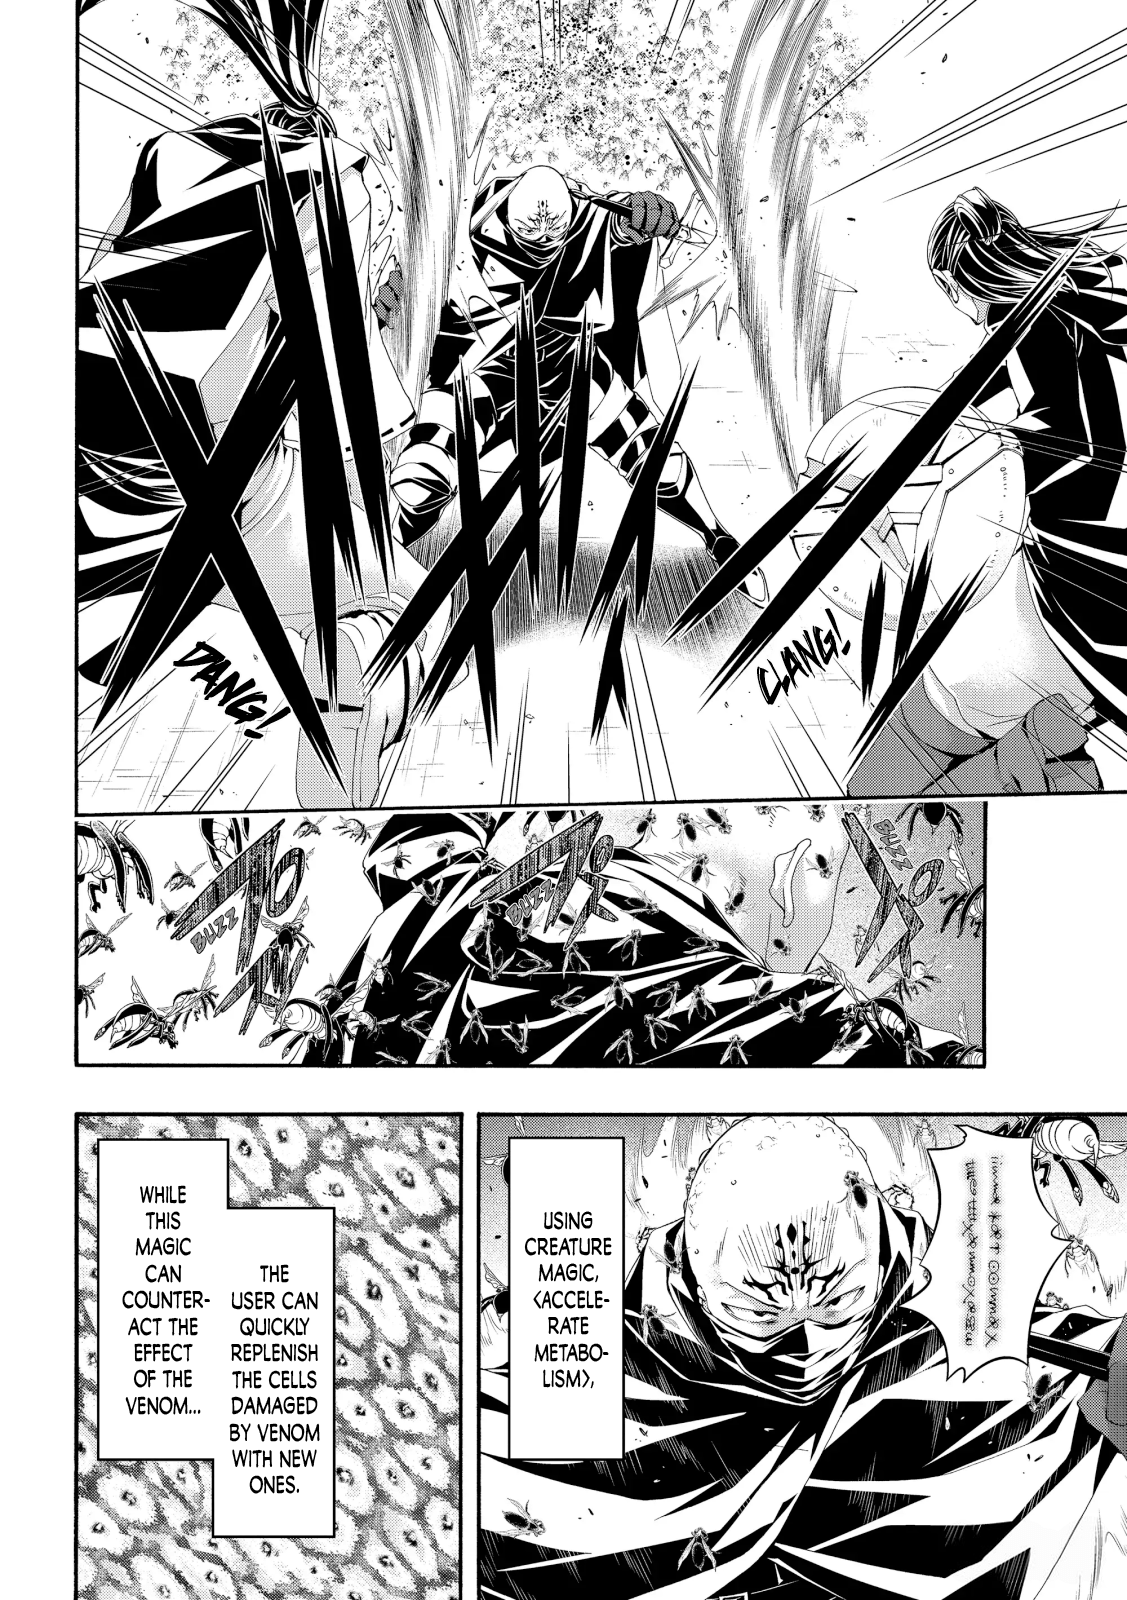 CLANG!
DANG!
BUZZ
BUZZ
BUZZ
USING
CREATURE
MAGIC,
<ACCELE-
RATE
METABO-
LISM>,
THE
USER CAN
QUICKLY
REPLENISH
THE CELLS
DAMAGED
BY VENOM
WITH NEW
ONES.
WHILE
THIS
MAGIC
CAN
COUNTER-
ACT THE
EFFECT
OF THE
VENOM...